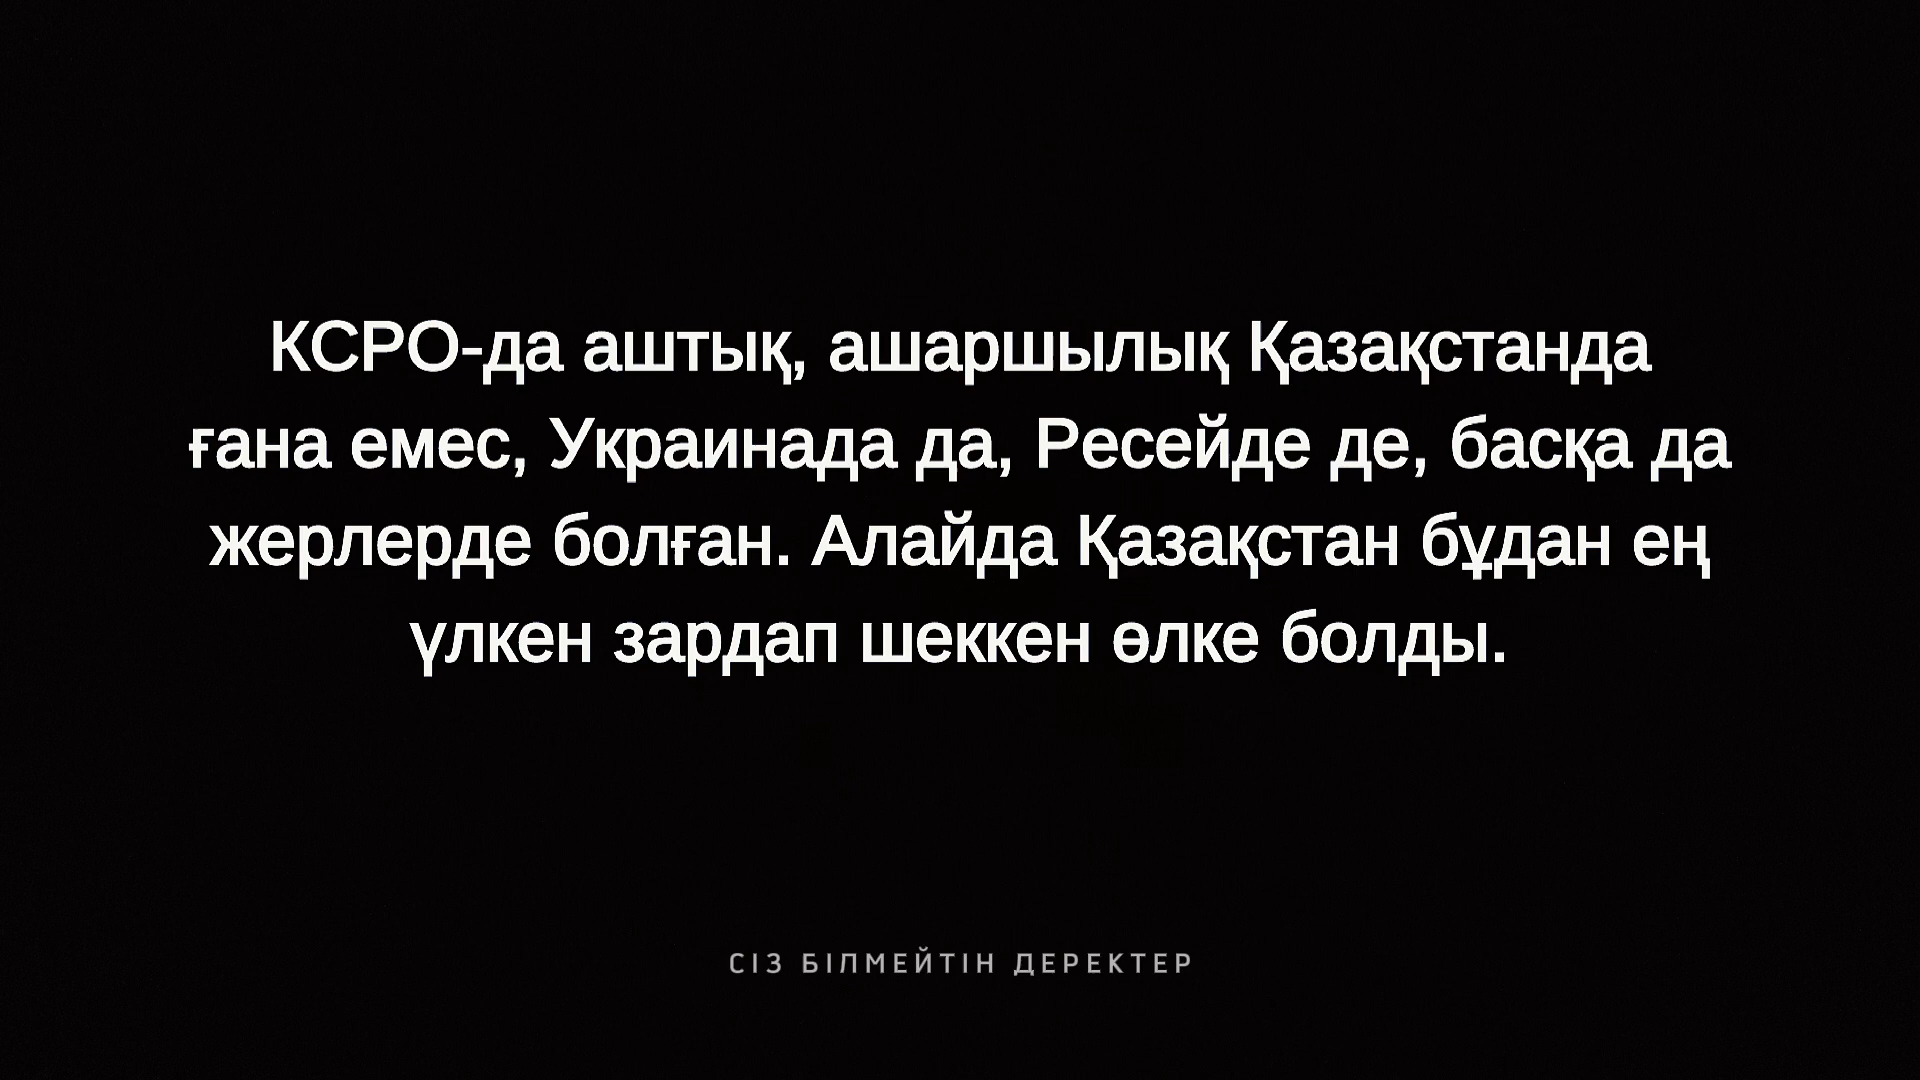 КСРО-да аштық, ашаршылық Қазақстанда
ғана емес, Украинада да, Ресейде де, басқа да
жерлерде болған. Алайда Қазақстан бұдан ең
үлкен зардап шеккен өлке болды.
СІЗ БІЛМЕЙТІН ДЕРЕКТЕР